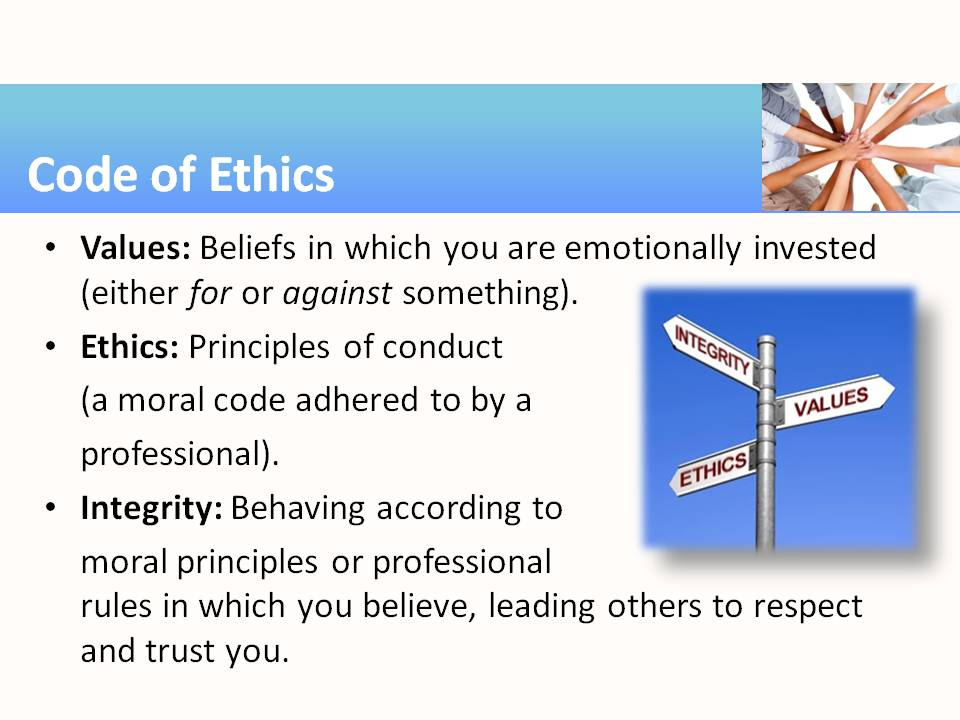 Code of Ethics
• Values: Beliefs in which you are emotionally invested
(either for or against something).
• Ethics: Principles of conduct
(a moral code adhered to by a
professional).
• Integrity: Behaving according to
moral principles or professional
rules in which you believe, leading others to respect
and trust you.
INTEGRITY
VALUES
ETHICS